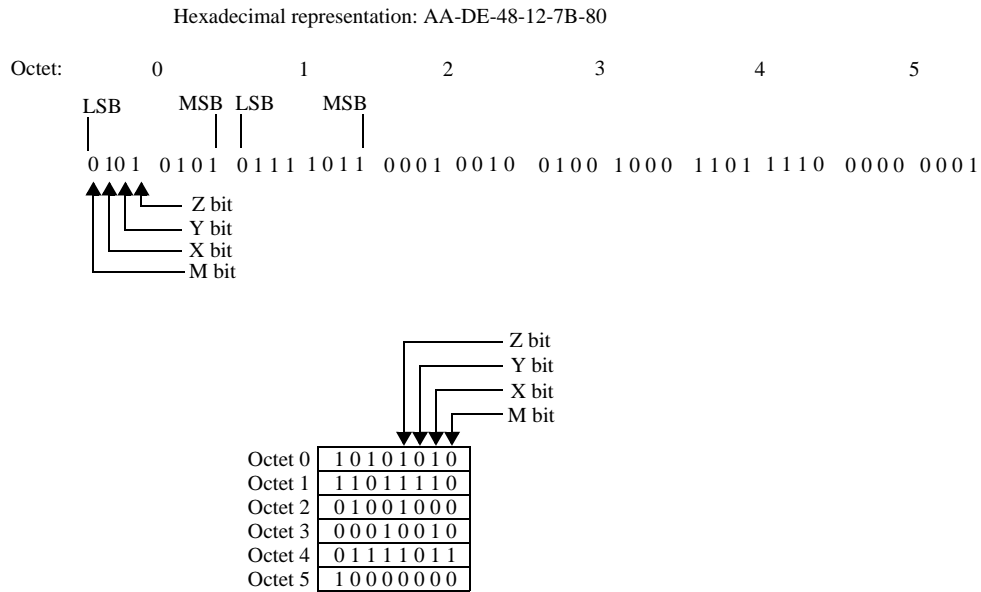 Hexadecimal representation: AA-DE-48-12-7B-80
Octet: 0 1 2 3 4 5
LSB MSB LSB MSB
0 10 1 0 1 0 1 0 1 1 1 1 0 1 1 0 0 0 1 0 0 1 0 0 1 0 0 1 0 0 0 1 1 0 1 1 1 1 0 0 0 0 0 0 0 0 1
Z bit
Y bit
X bit
M bit
Z bit
Y bit
X bit
M bit
Octet 0 1 0 1 0 1 0 1 0
Octet 1 1 1 0 1 1 1 1 0
Octet 2 0 1 0 0 1 0 0 0
Octet 3 0 0 0 1 0 0 1 0
Octet 4 0 1 1 1 1 0 1 1
Octet 5 1 0 0 0 0 0 0 0